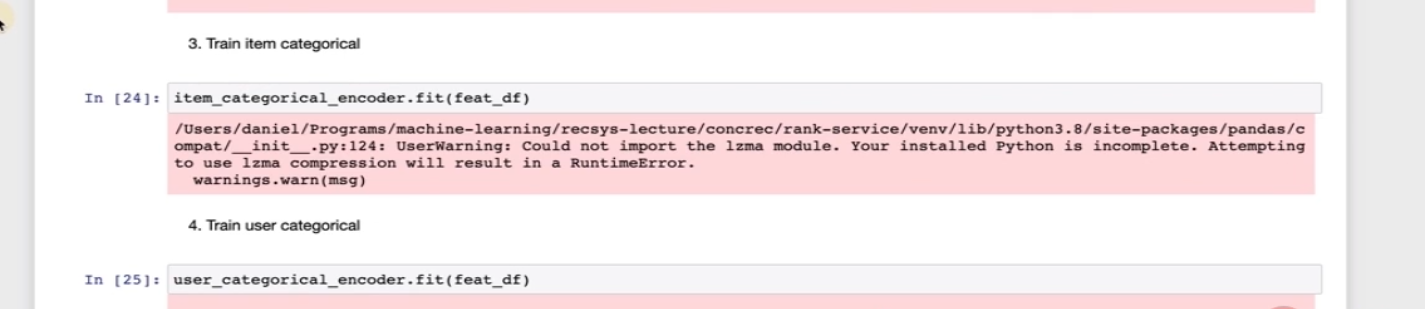 3. Train item categorical
In [24]: item_categorical_encoder.fit(feat_df)
/Users/daniel/Programs/machine-learning/recsys-lecture/concrec/rank-service/venv/lib/python3.8/site-packages/pandas/c
ompat/__init__.py:124: UserWarning: Could not import the lzma module. Your installed Python is incomplete. Attempting
to use lzma compression will result in a RuntimeError.
  warnings.warn(msg)
4. Train user categorical
In [25]: user_categorical_encoder.fit(feat_df)